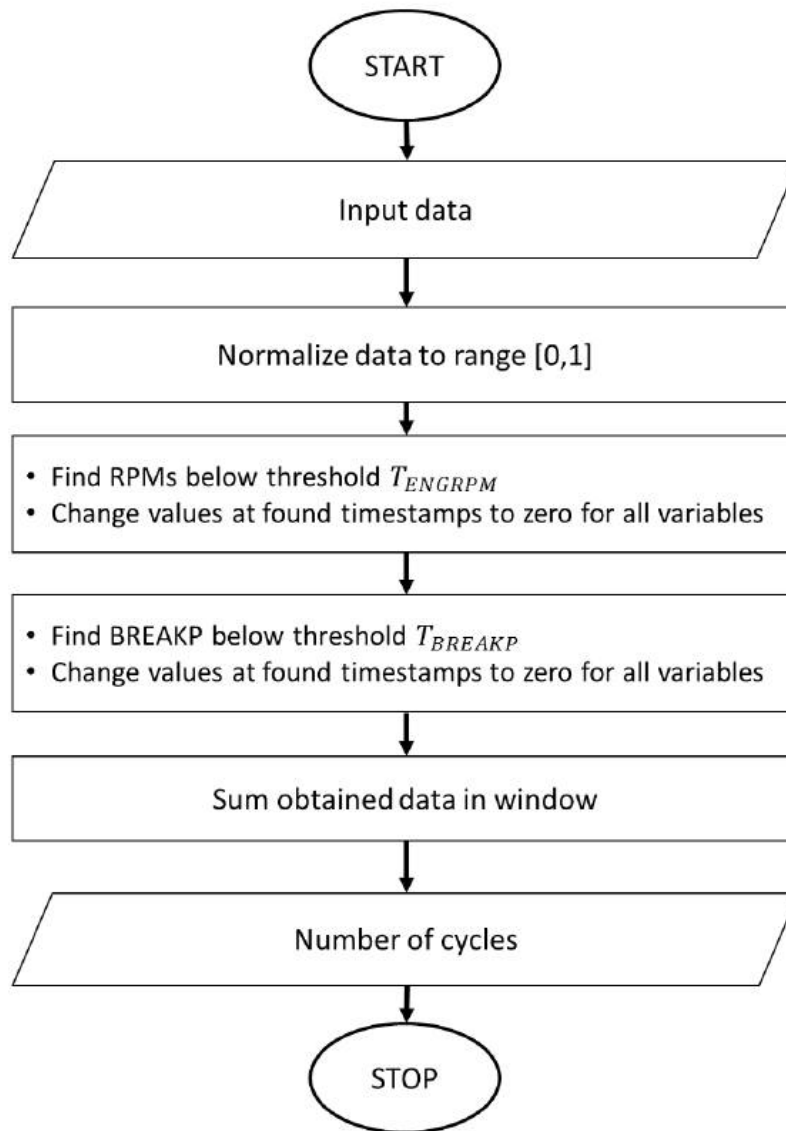 START
Input data
Normalize data to range [0,1]
• Find RPMs below threshold T_ENGRPM
• Change values at found timestamps to zero for all variables
• Find BREAKP below threshold T_BREAKP
• Change values at found timestamps to zero for all variables
Sum obtained data in window
Number of cycles
STOP